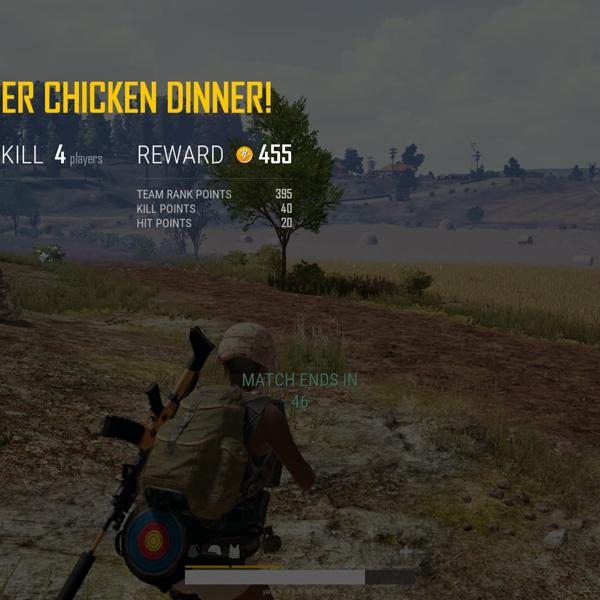 ER CHICKEN DINNER!
KILL 4 players REWARD 455
TEAM RANK POINTS 395
KILL POINTS 40
HIT POINTS 20
MATCH ENDS IN
46